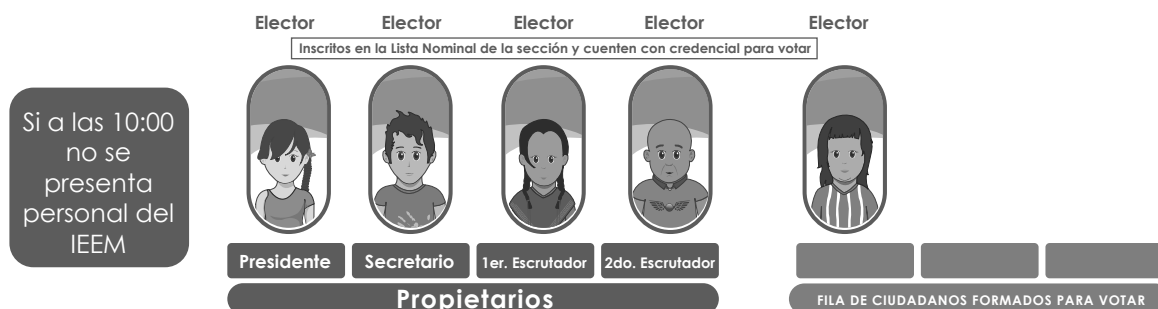 Elector Elector Elector Elector Elector
Inscritos en la Lista Nominal de la sección y cuenten con credencial para votar
Si a las 10:00
no se
presenta
personal del
IEEM
Presidente Secretario 1er. Escrutador 2do. Escrutador
Propietarios
FILA DE CIUDADANOS FORMADOS PARA VOTAR